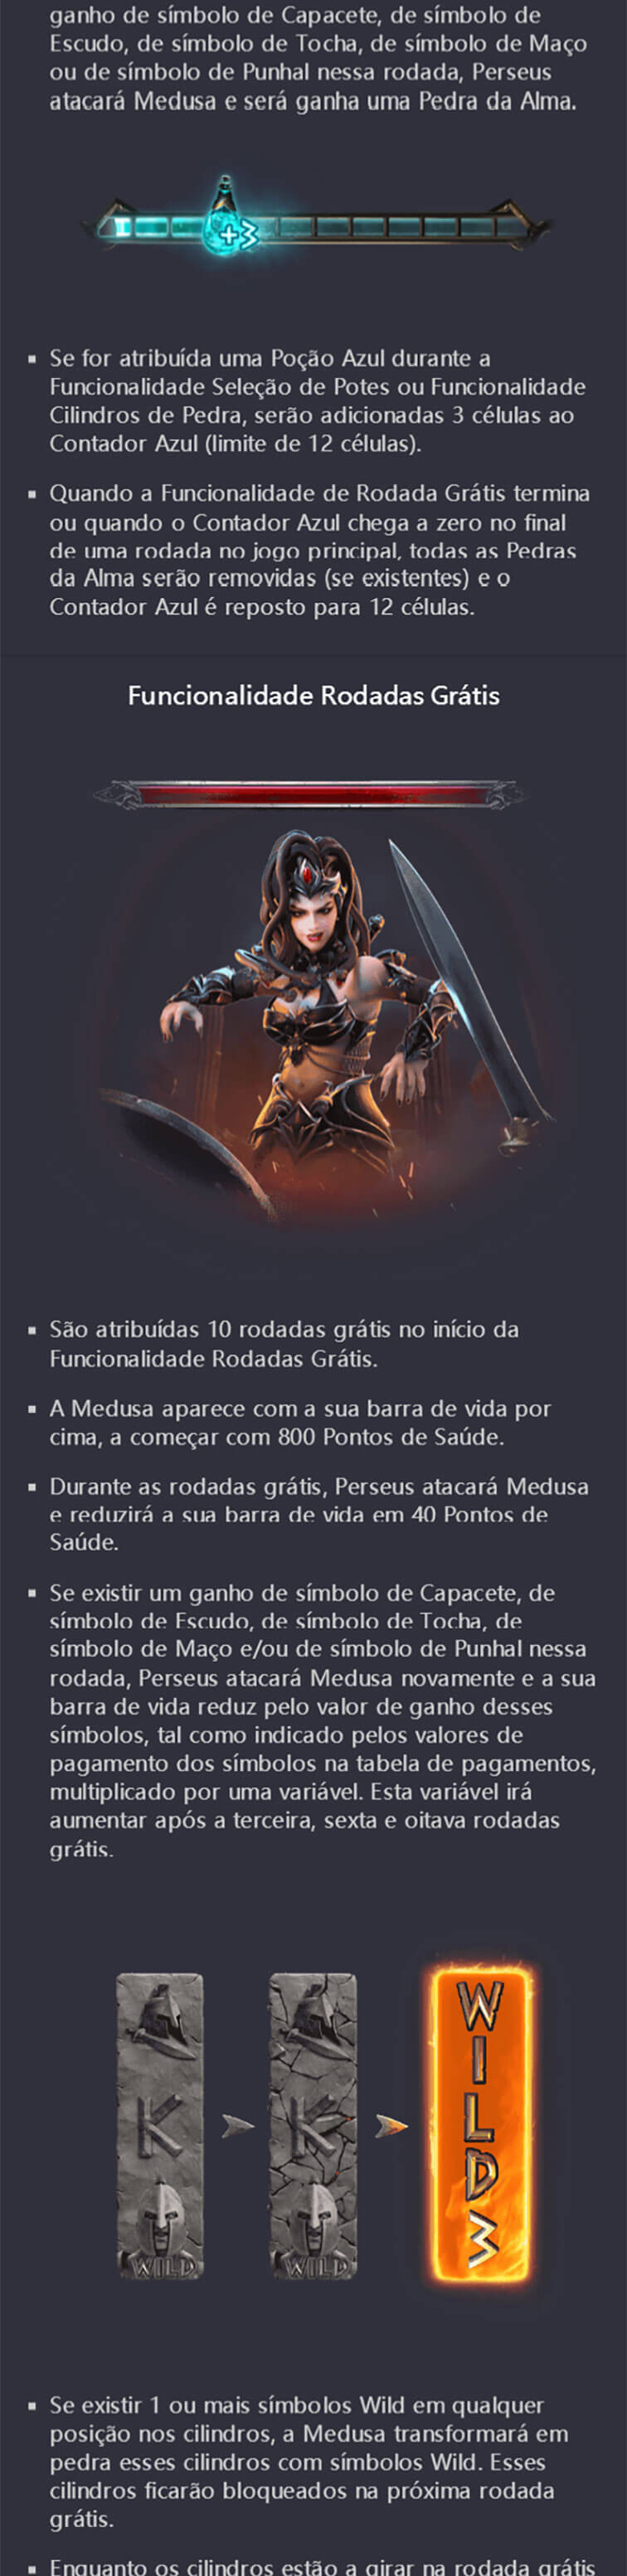 ganho de símbolo de Capacete, de símbolo de
Escudo, de símbolo de Tocha, de símbolo de Maço
ou de símbolo de Punhal nessa rodada, Perseus
atacará Medusa e será ganha uma Pedra da Alma.
+3
Se for atribuída uma Poção Azul durante a
Funcionalidade Seleção de Potes ou Funcionalidade
Cilindros de Pedra, serão adicionadas 3 células ao
Contador Azul (limite de 12 células).
Quando a Funcionalidade de Rodada Grátis termina
ou quando o Contador Azul chega a zero no final
de uma rodada no jogo principal, todas as Pedras
da Alma serão removidas (se existentes) e o
Contador Azul é reposto para 12 células.
Funcionalidade Rodadas Grátis
São atribuídas 10 rodadas grátis no início da
Funcionalidade Rodadas Grátis.
A Medusa aparece com a sua barra de vida por
cima, a começar com 800 Pontos de Saúde.
Durante as rodadas grátis, Perseus atacará Medusa
e reduzirá a sua barra de vida em 40 Pontos de
Saúde.
Se existir um ganho de símbolo de Capacete, de
símbolo de Escudo, de símbolo de Tocha, de
símbolo de Maço e/ou de símbolo de Punhal nessa
rodada, Perseus atacará Medusa novamente e a sua
barra de vida reduz pelo valor de ganho desses
símbolos, tal como indicado pelos valores de
pagamento dos símbolos na tabela de pagamentos,
multiplicado por uma variável. Esta variável irá
aumentar após a terceira, sexta e oitava rodadas
grátis.
K
WILD
K
WILD
WILD3
Se existir 1 ou mais símbolos Wild em qualquer
posição nos cilindros, a Medusa transformará em
pedra esses cilindros com símbolos Wild. Esses
cilindros ficarão bloqueados na próxima rodada
grátis.
Enquanto os cilindros estão a girar na rodada grátis